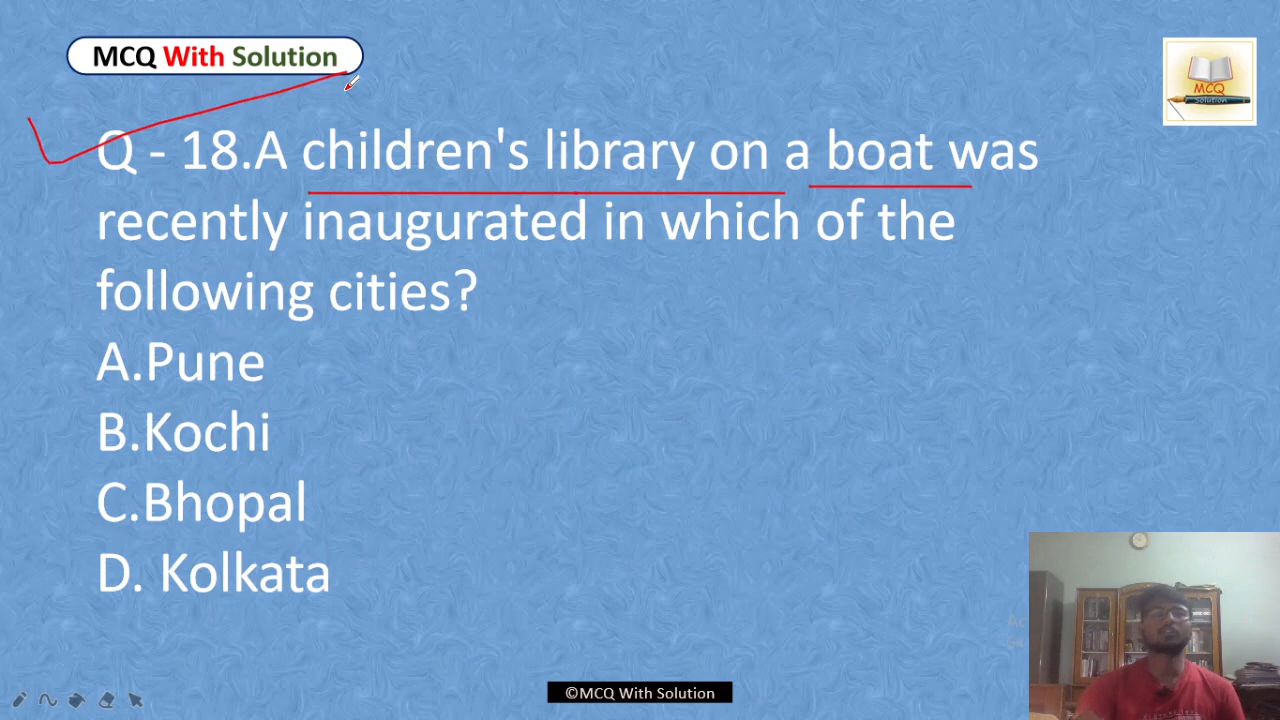 MCQ With Solution
MCQ
Solution
Q - 18.A children's library on a boat was
recently inaugurated in which of the
following cities?
A.Pune
B.Kochi
C.Bhopal
D. Kolkata
©MCQ With Solution